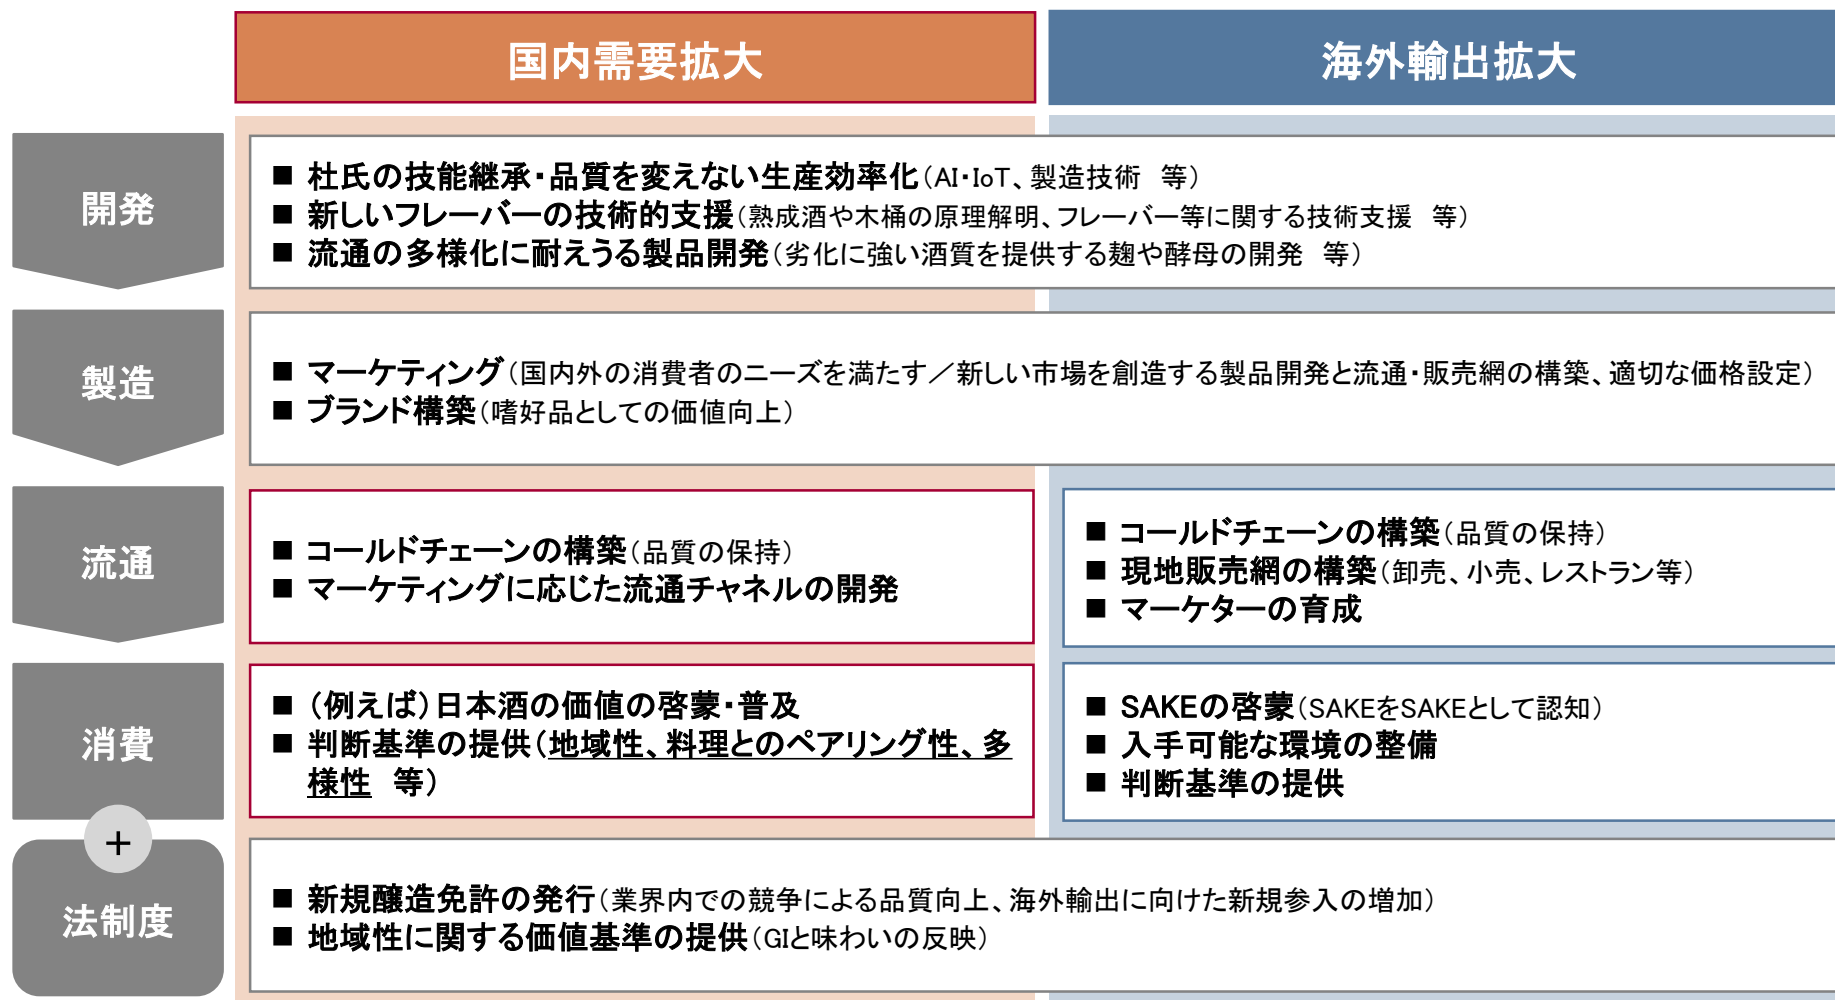 国内需要拡大
海外輸出拡大
開発
■ 杜氏の技能継承・品質を変えない生産効率化（AI・IoT、製造技術　等）
■ 新しいフレーバーの技術的支援（熟成酒や木桶の原理解明、フレーバー等に関する技術支援　等）
■ 流通の多様化に耐えうる製品開発（劣化に強い酒質を提供する麹や酵母の開発　等）
製造
■ マーケティング（国内外の消費者のニーズを満たす／新しい市場を創造する製品開発と流通・販売網の構築、適切な価格設定）
■ ブランド構築（嗜好品としての価値向上）
流通
■ コールドチェーンの構築（品質の保持）
■ マーケティングに応じた流通チャネルの開発
■ コールドチェーンの構築（品質の保持）
■ 現地販売網の構築（卸売、小売、レストラン等）
■ マーケターの育成
消費
■ （例えば）日本酒の価値の啓蒙・普及
■ 判断基準の提供（地域性、料理とのペアリング性、多
様性　等）
■ SAKEの啓蒙（SAKEをSAKEとして認知）
■ 入手可能な環境の整備
■ 判断基準の提供
+
法制度
■ 新規醸造免許の発行（業界内での競争による品質向上、海外輸出に向けた新規参入の増加）
■ 地域性に関する価値基準の提供（GIと味わいの反映）